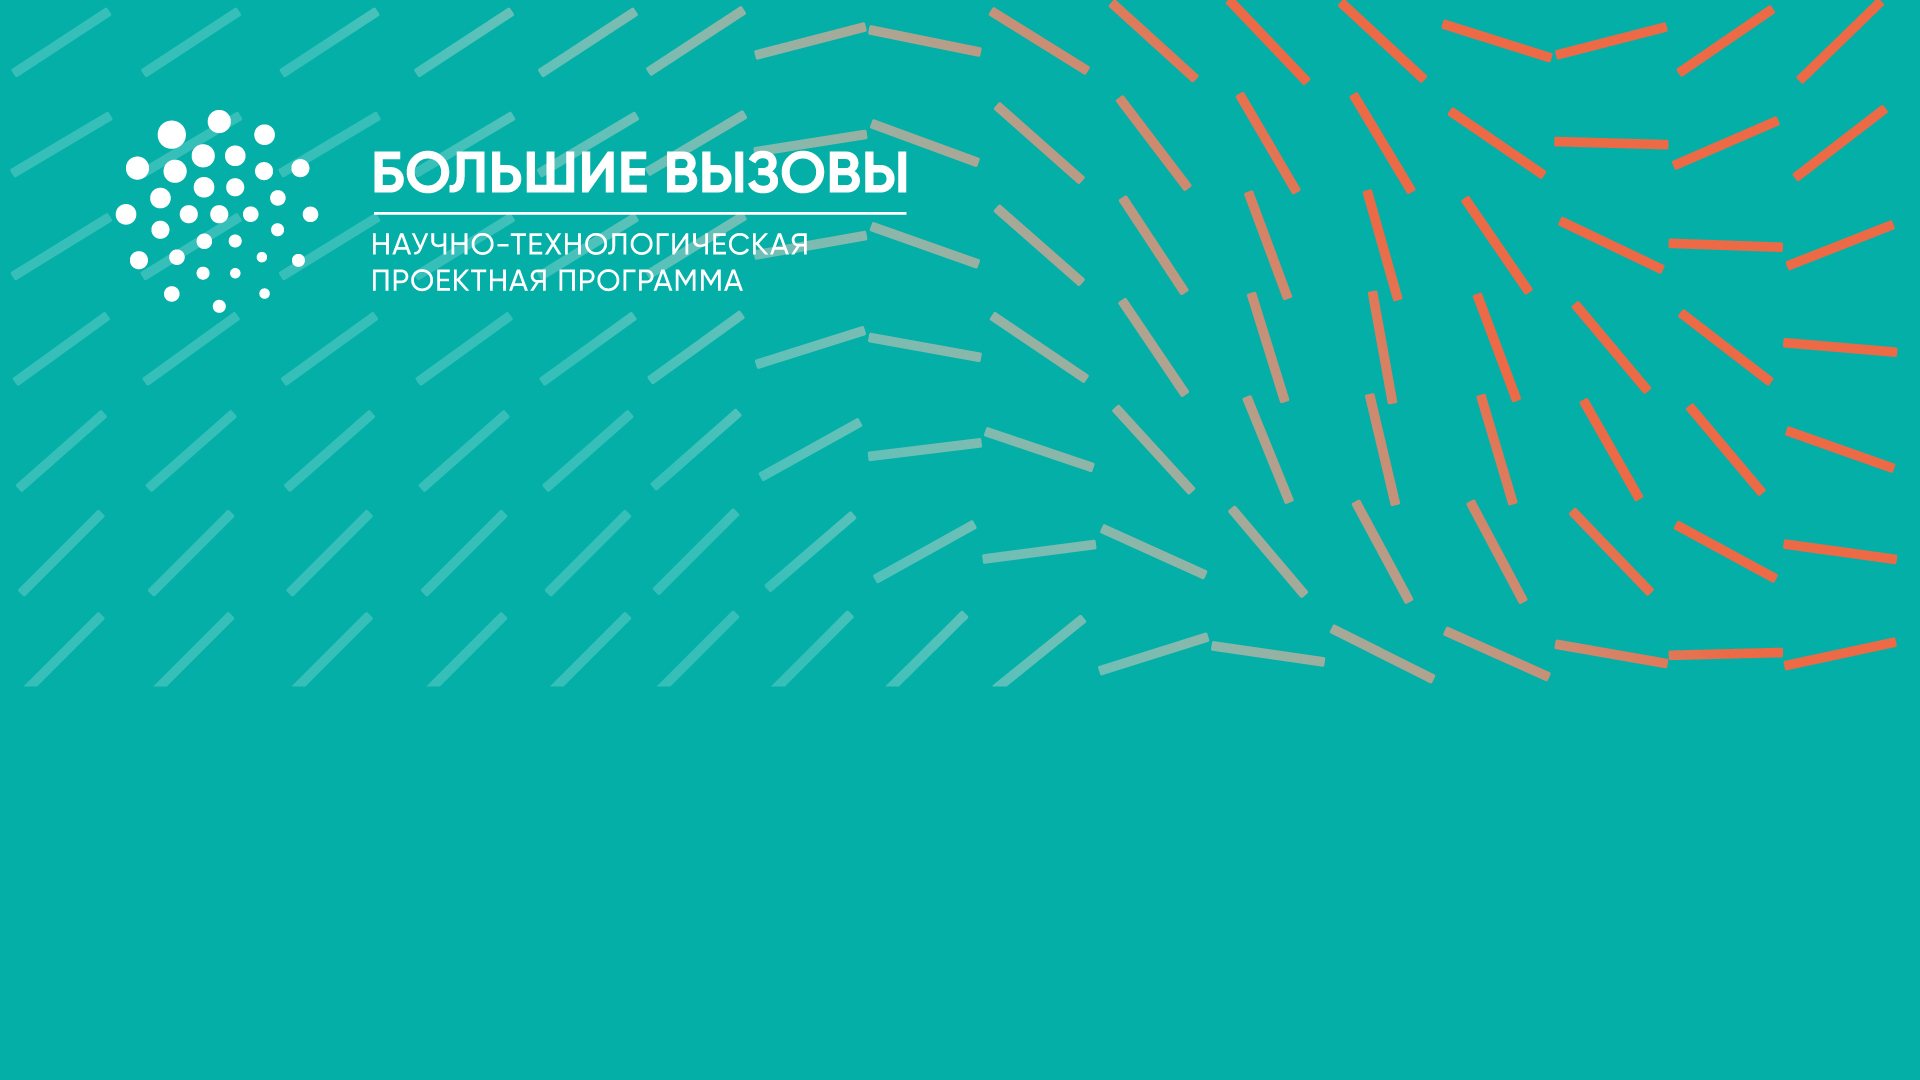 БОЛЬШИЕ ВЫЗОВЫ
НАУЧНО-ТЕХНОЛОГИЧЕСКАЯ
ПРОЕКТНАЯ ПРОГРАММА